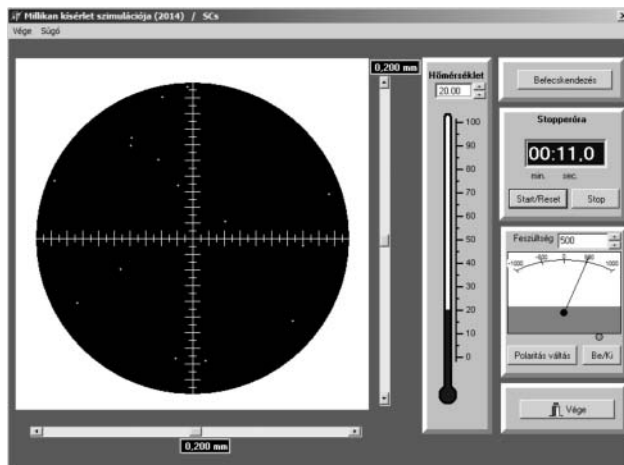 Millikan kísérlet szimulációja (2014) / SCs
Vége Súgó
0,200 mm
0,200 mm
Hőmérséklet
20.00
100
90
80
70
60
50
40
30
20
10
0
Befecskendezés
Stopperóra
00:11,0
min. sec.
Start/Reset Stop
Feszültség 500
-1000 -500 0 500 1000
Polaritás váltás Be/Ki
Vége